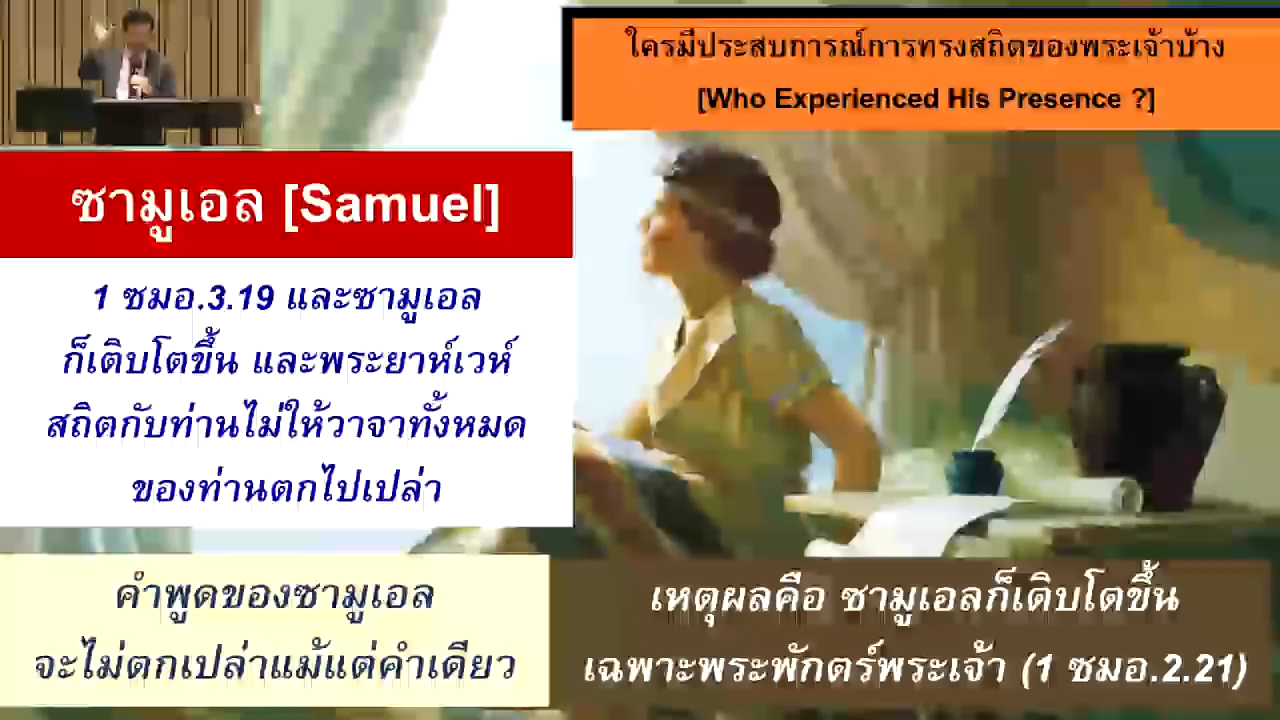 ใครมีประสบการณ์การทรงสถิตของพระเจ้าบ้าง
[Who Experienced His Presence ?]
ซามูเอล [Samuel]
1 ซมอ.3.19 และซามูเอล
ก็เติบโตขึ้น และพระยาห์เวห์
สถิตกับท่านไม่ให้วาจาทั้งหมด
ของท่านตกไปเปล่า
คำพูดของซามูเอล
จะไม่ตกเปล่าแม้แต่คำเดียว
เหตุผลคือ ซามูเอลก็เติบโตขึ้น
เฉพาะพระพักตร์พระเจ้า (1 ซมอ.2.21)